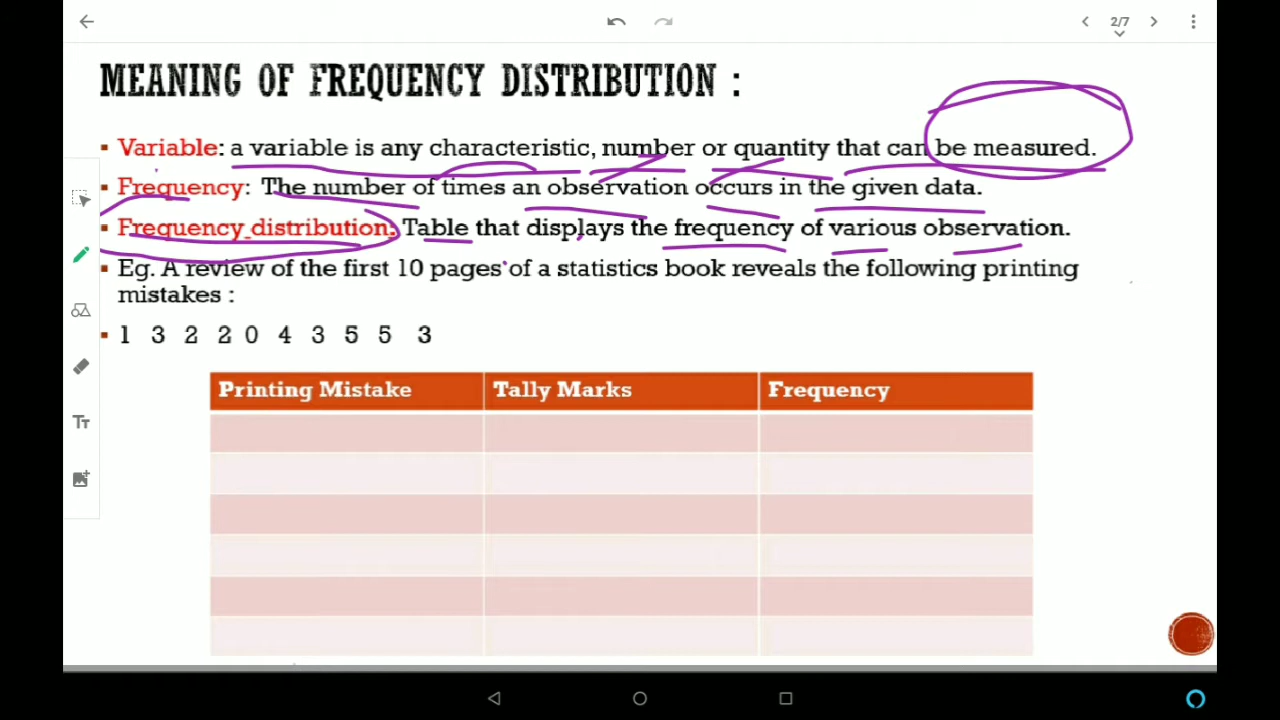 2/7
MEANING OF FREQUENCY DISTRIBUTION :
Variable: a variable is any characteristic, number or quantity that can be measured.
Frequency: The number of times an observation occurs in the given data.
Frequency distribution: Table that displays the frequency of various observation.
Eg. A review of the first 10 pages of a statistics book reveals the following printing
mistakes :
1 3 2 2 0 4 3 5 5 3
Printing Mistake Tally Marks Frequency
Tт